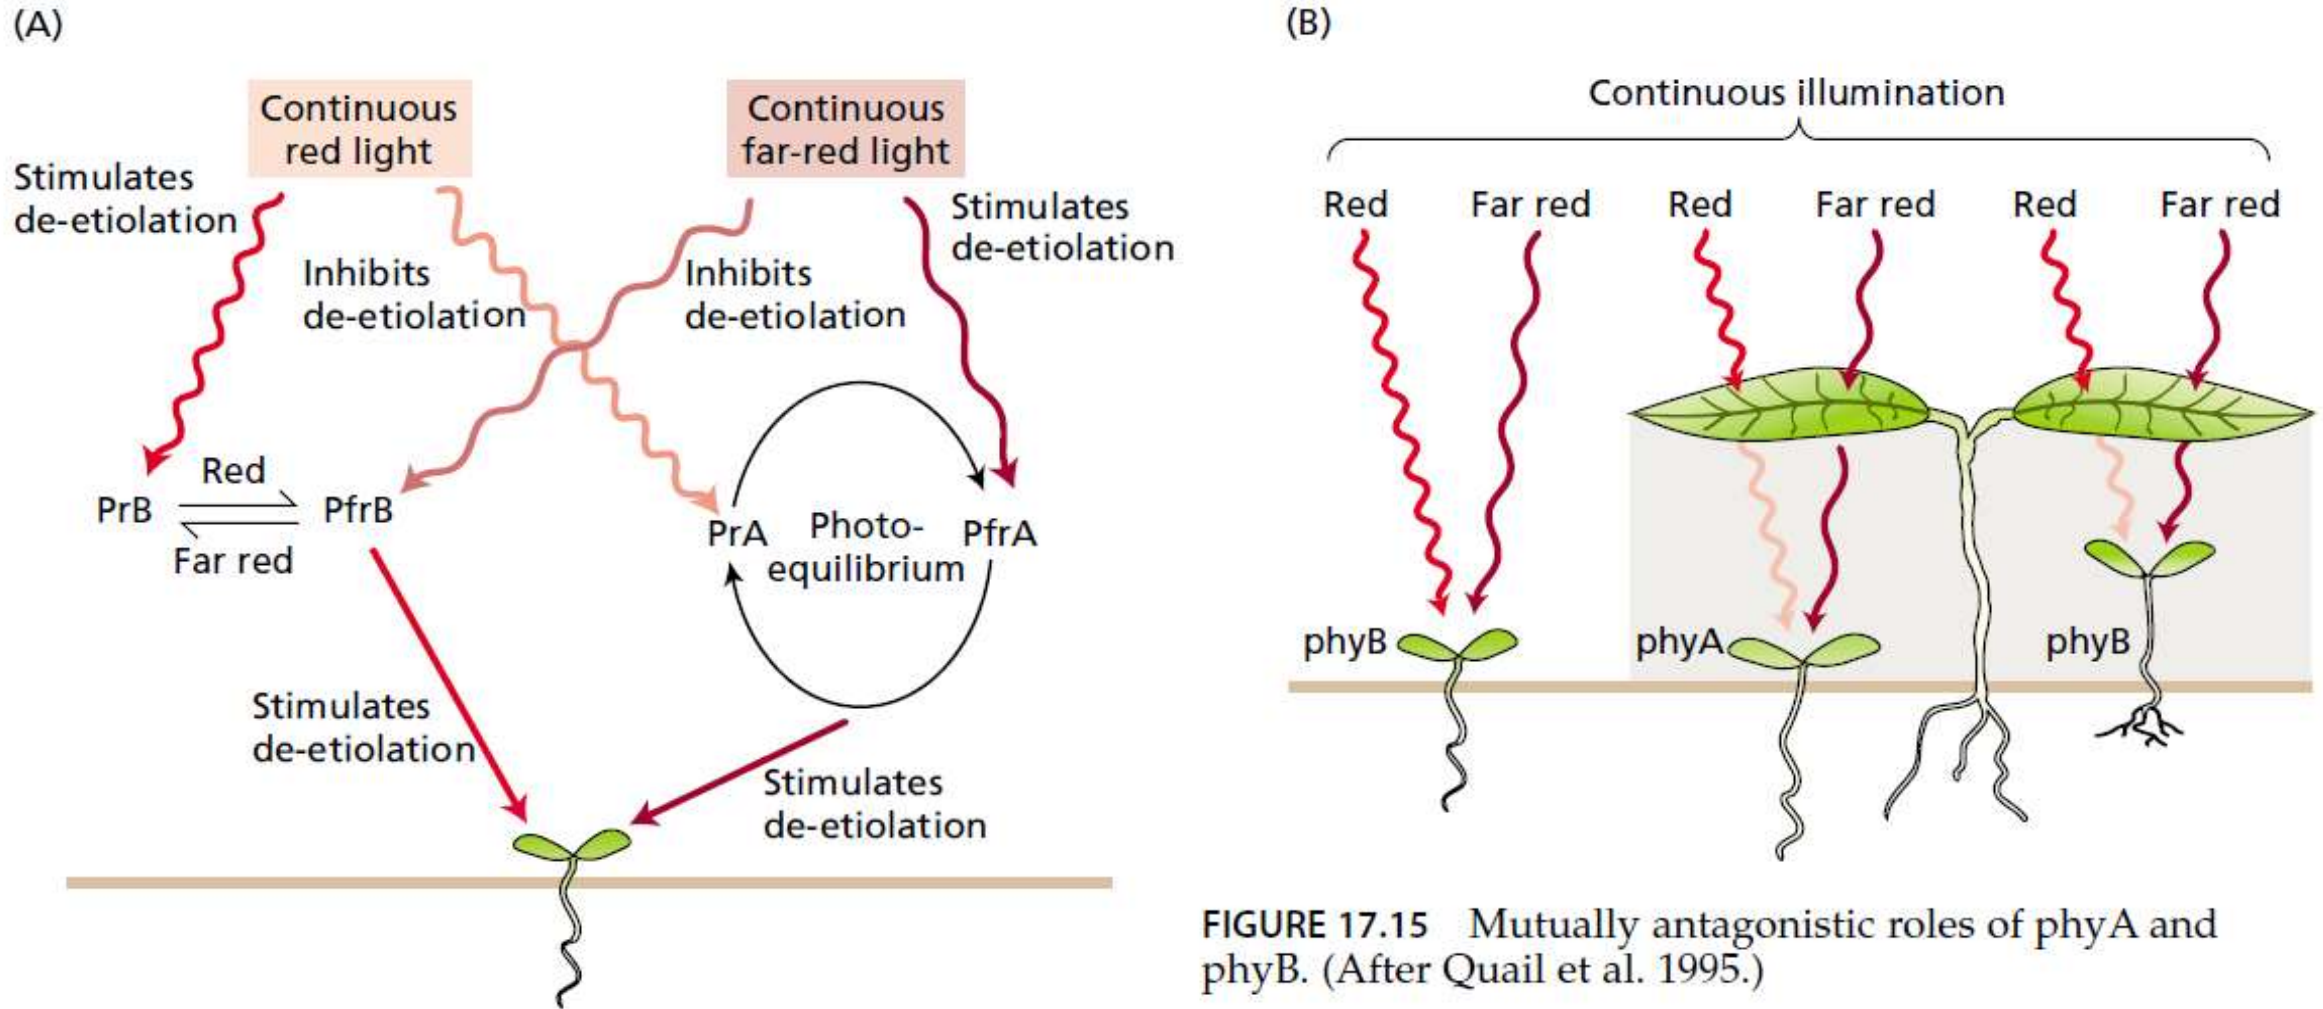 (A)
Continuous
red light
Continuous
far-red light
Stimulates
de-etiolation
Inhibits
de-etiolation
Inhibits
de-etiolation
Stimulates
de-etiolation
PrB
Red
Far red
PfrB
PrA
Photo-
equilibrium
PfrA
Stimulates
de-etiolation
Stimulates
de-etiolation
(B)
Continuous illumination
Red
Far red
Red
Far red
Red
Far red
phyB
phyA
phyB
FIGURE 17.15 Mutually antagonistic roles of phyA and
phyB. (After Quail et al. 1995.)